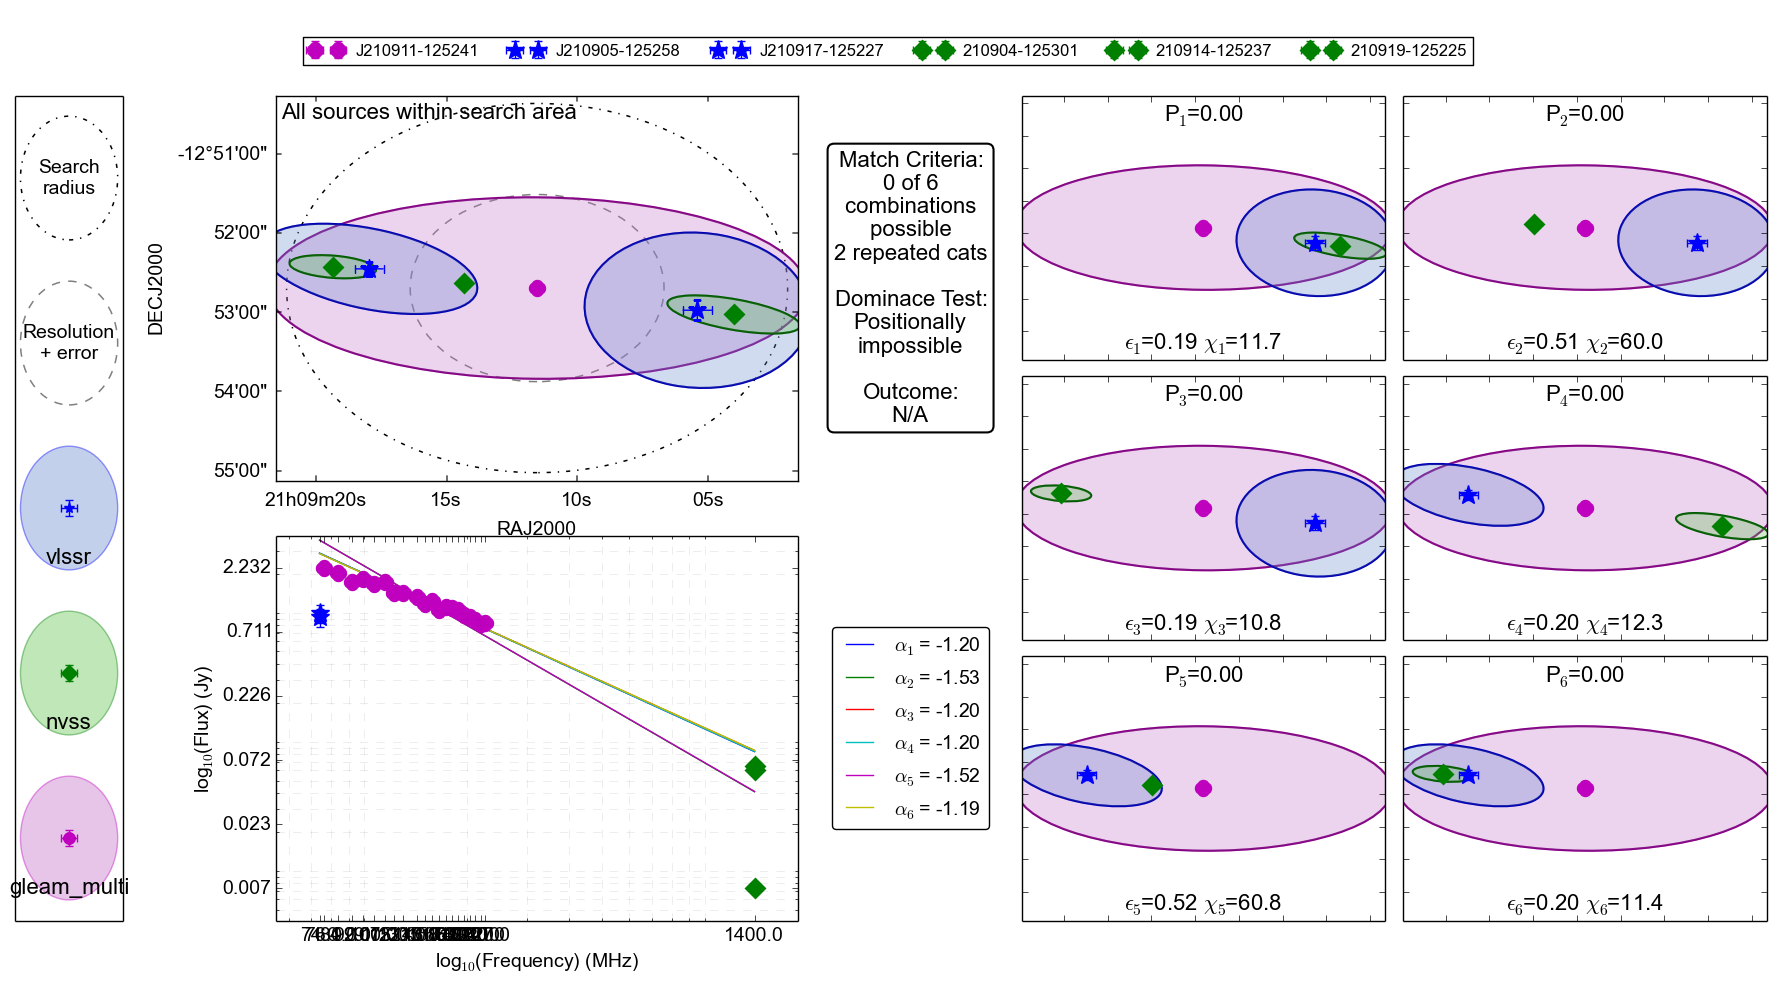 J210911-125241 J210905-125258 J210917-125227 210904-125301 210914-125237 210919-125225
Search
radius
Resolution
+ error
vlssr
nvss
gleam_multi
All sources within search area
DECJ2000
-12°51'00"
52'00"
53'00"
54'00"
55'00"
21h09m20s 15s 10s 05s
RAJ2000
log10(Flux) (Jy)
2.232
0.711
0.226
0.072
0.023
0.007
1400.0
log10(Frequency) (MHz)
Match Criteria:
0 of 6
combinations
possible
2 repeated cats
Dominace Test:
Positionally
impossible
Outcome:
N/A
α1 = -1.20
α2 = -1.53
α3 = -1.20
α4 = -1.20
α5 = -1.52
α6 = -1.19
P1=0.00
ϵ1=0.19 χ1=11.7
P2=0.00
ϵ2=0.51 χ2=60.0
P3=0.00
ϵ3=0.19 χ3=10.8
P4=0.00
ϵ4=0.20 χ4=12.3
P5=0.00
ϵ5=0.52 χ5=60.8
P6=0.00
ϵ6=0.20 χ6=11.4